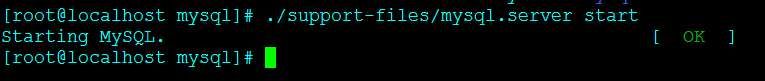 [root@localhost mysql]# ./support-files/mysql.server start
Starting MySQL.                                            [  OK  ]
[root@localhost mysql]#